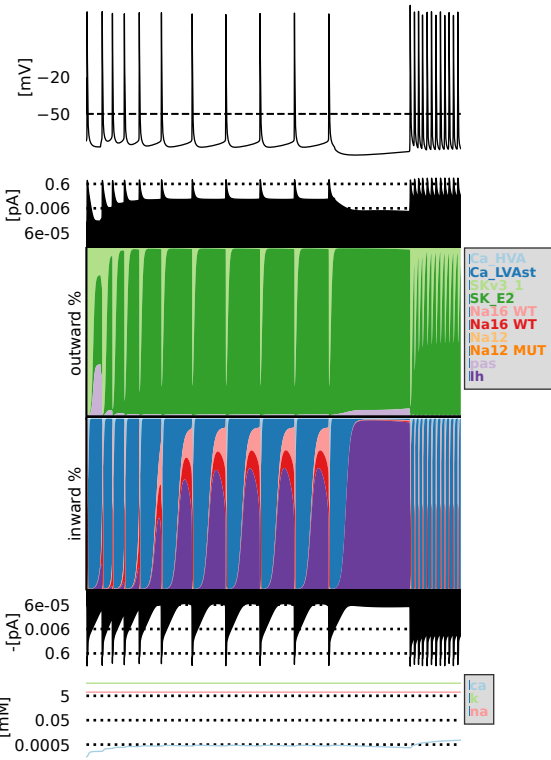 [mV]
−20
−50
[pA]
0.6
0.006
6e-05
outward %
Ca_HVA
Ca_LVAst
SKv3_1
SK_E2
Na16 WT
Na16 WT
Na12
Na12 MUT
pas
Ih
inward %
-[pA]
6e-05
0.006
0.6
[mM]
5
0.05
0.0005
ca
k
na